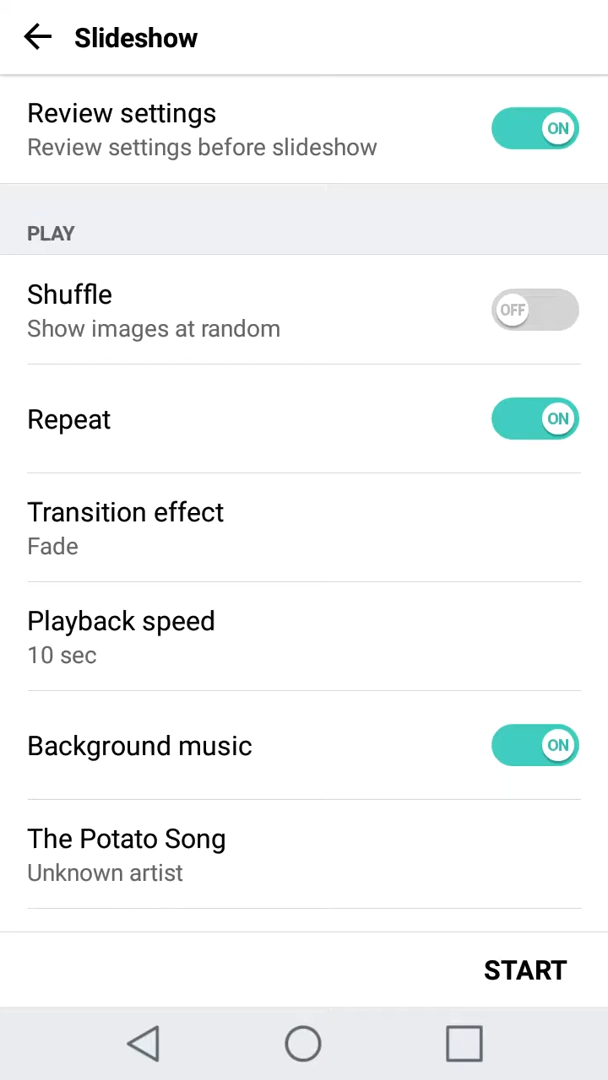 Slideshow
Review settings
ON
Review settings before slideshow
PLAY
Shuffle
OFF
Show images at random
Repeat
ON
Transition effect
Fade
Playback speed
10 sec
Background music
ON
The Potato Song
Unknown artist
START